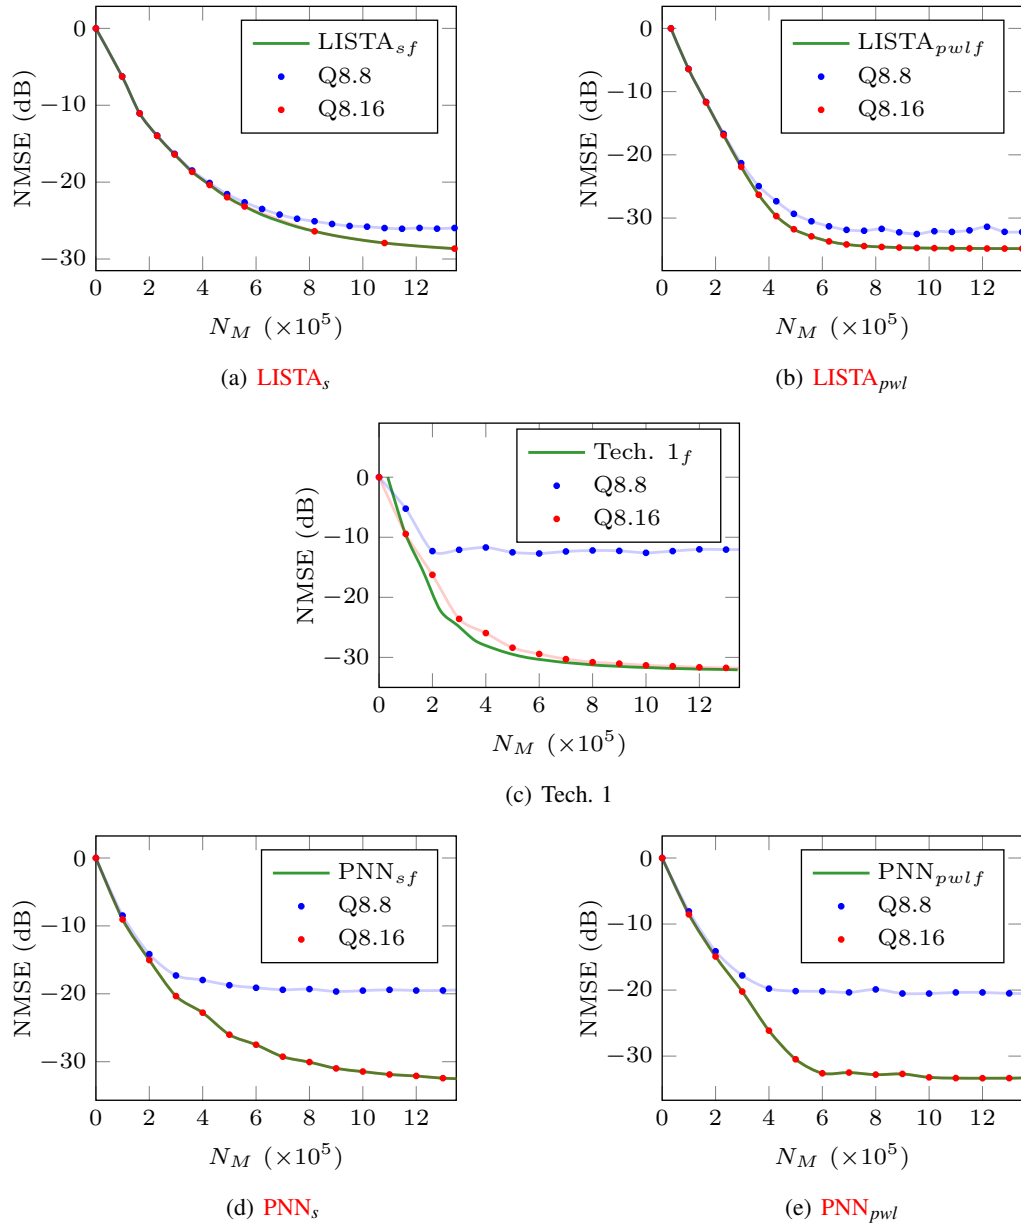 0
−10
−20
−30
NMSE (dB)
LISTA_sf
Q8.8
Q8.16
0 2 4 6 8 10 12
N_M (×10^5)
(a) LISTA_s
0
−10
−20
−30
NMSE (dB)
LISTA_pwlf
Q8.8
Q8.16
0 2 4 6 8 10 12
N_M (×10^5)
(b) LISTA_pwl
0
−10
−20
−30
NMSE (dB)
Tech. 1_f
Q8.8
Q8.16
0 2 4 6 8 10 12
N_M (×10^5)
(c) Tech. 1
0
−10
−20
−30
NMSE (dB)
PNN_sf
Q8.8
Q8.16
0 2 4 6 8 10 12
N_M (×10^5)
(d) PNN_s
0
−10
−20
−30
NMSE (dB)
PNN_pwlf
Q8.8
Q8.16
0 2 4 6 8 10 12
N_M (×10^5)
(e) PNN_pwl